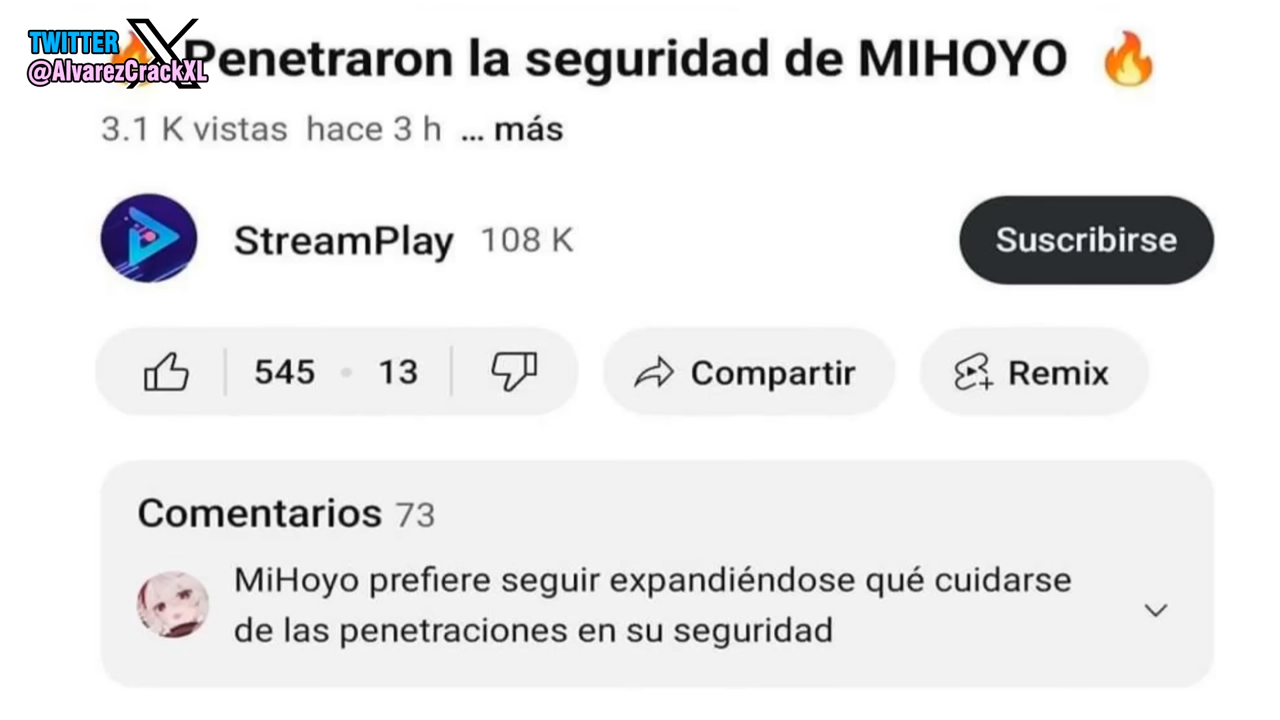 TWITTER
@AlvarezCrackXL
Penetraron la seguridad de MIHOYO
3.1 K vistas hace 3 h ... más
StreamPlay 108 K
Suscribirse
545 • 13
Compartir
Remix
Comentarios 73
MiHoyo prefiere seguir expandiéndose qué cuidarse
de las penetraciones en su seguridad